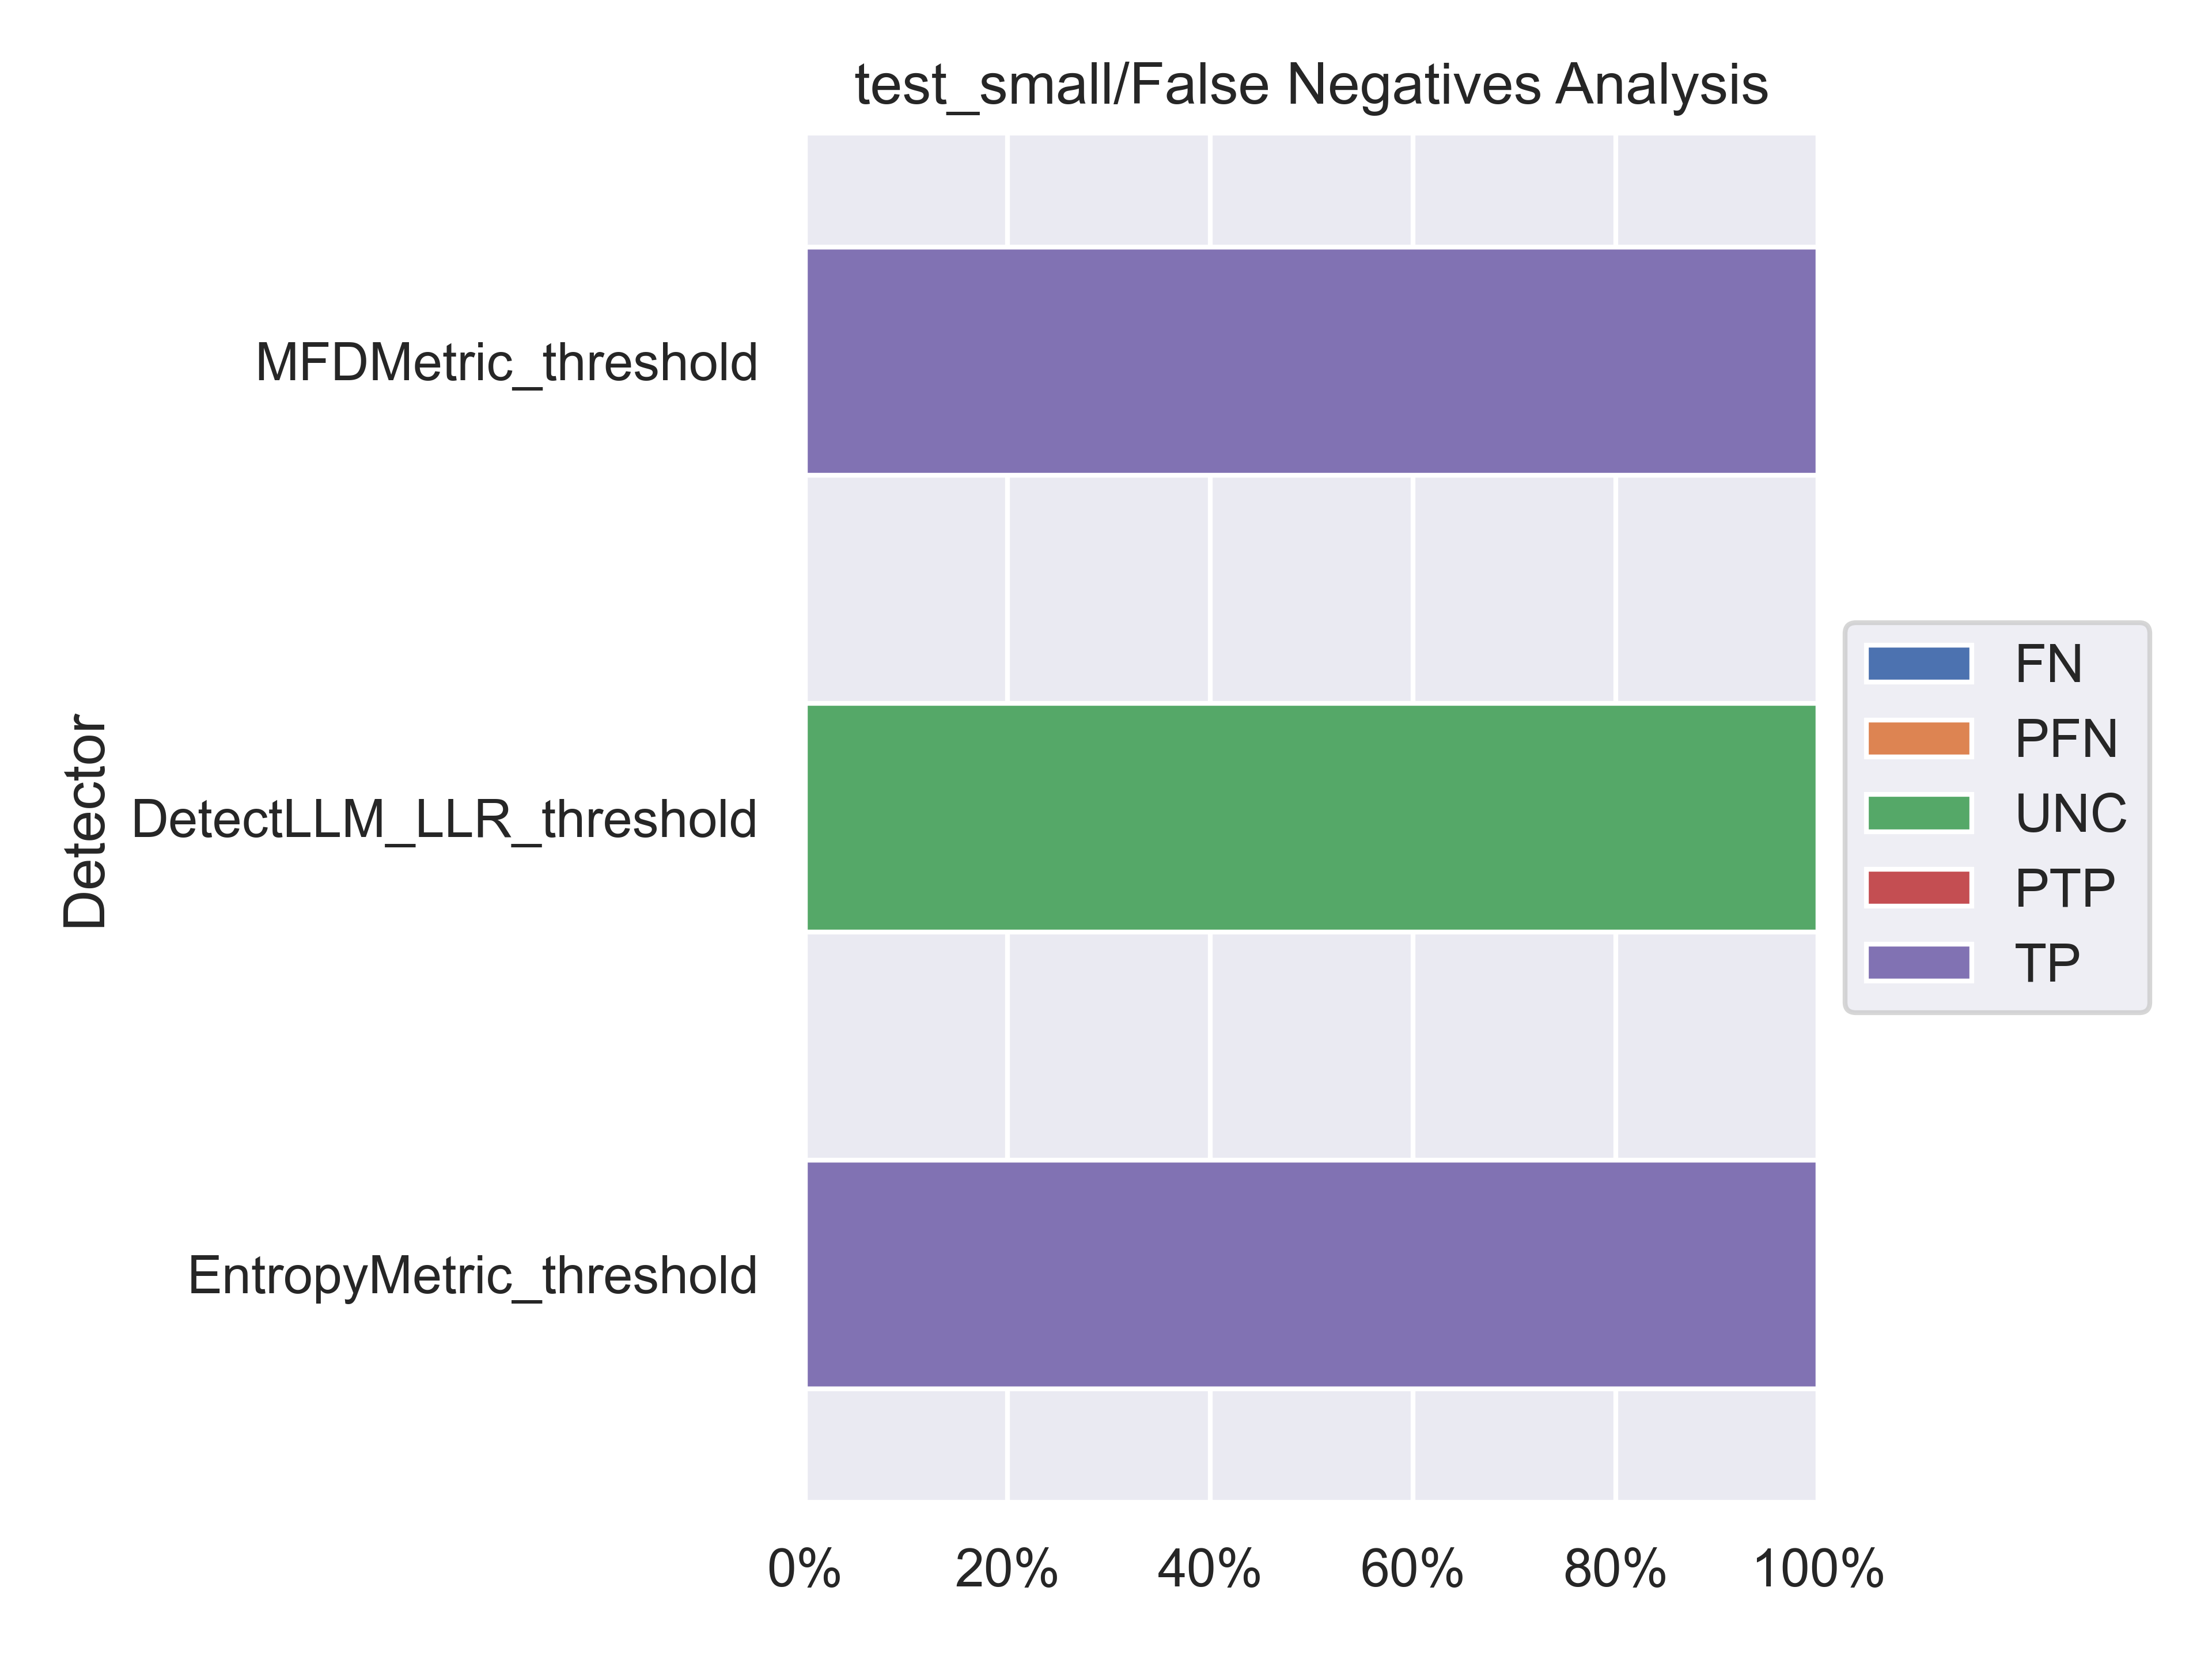 test_small/False Negatives Analysis
Detector
MFDMetric_threshold
DetectLLM_LLR_threshold
EntropyMetric_threshold
0% 20% 40% 60% 80% 100%
FN
PFN
UNC
PTP
TP